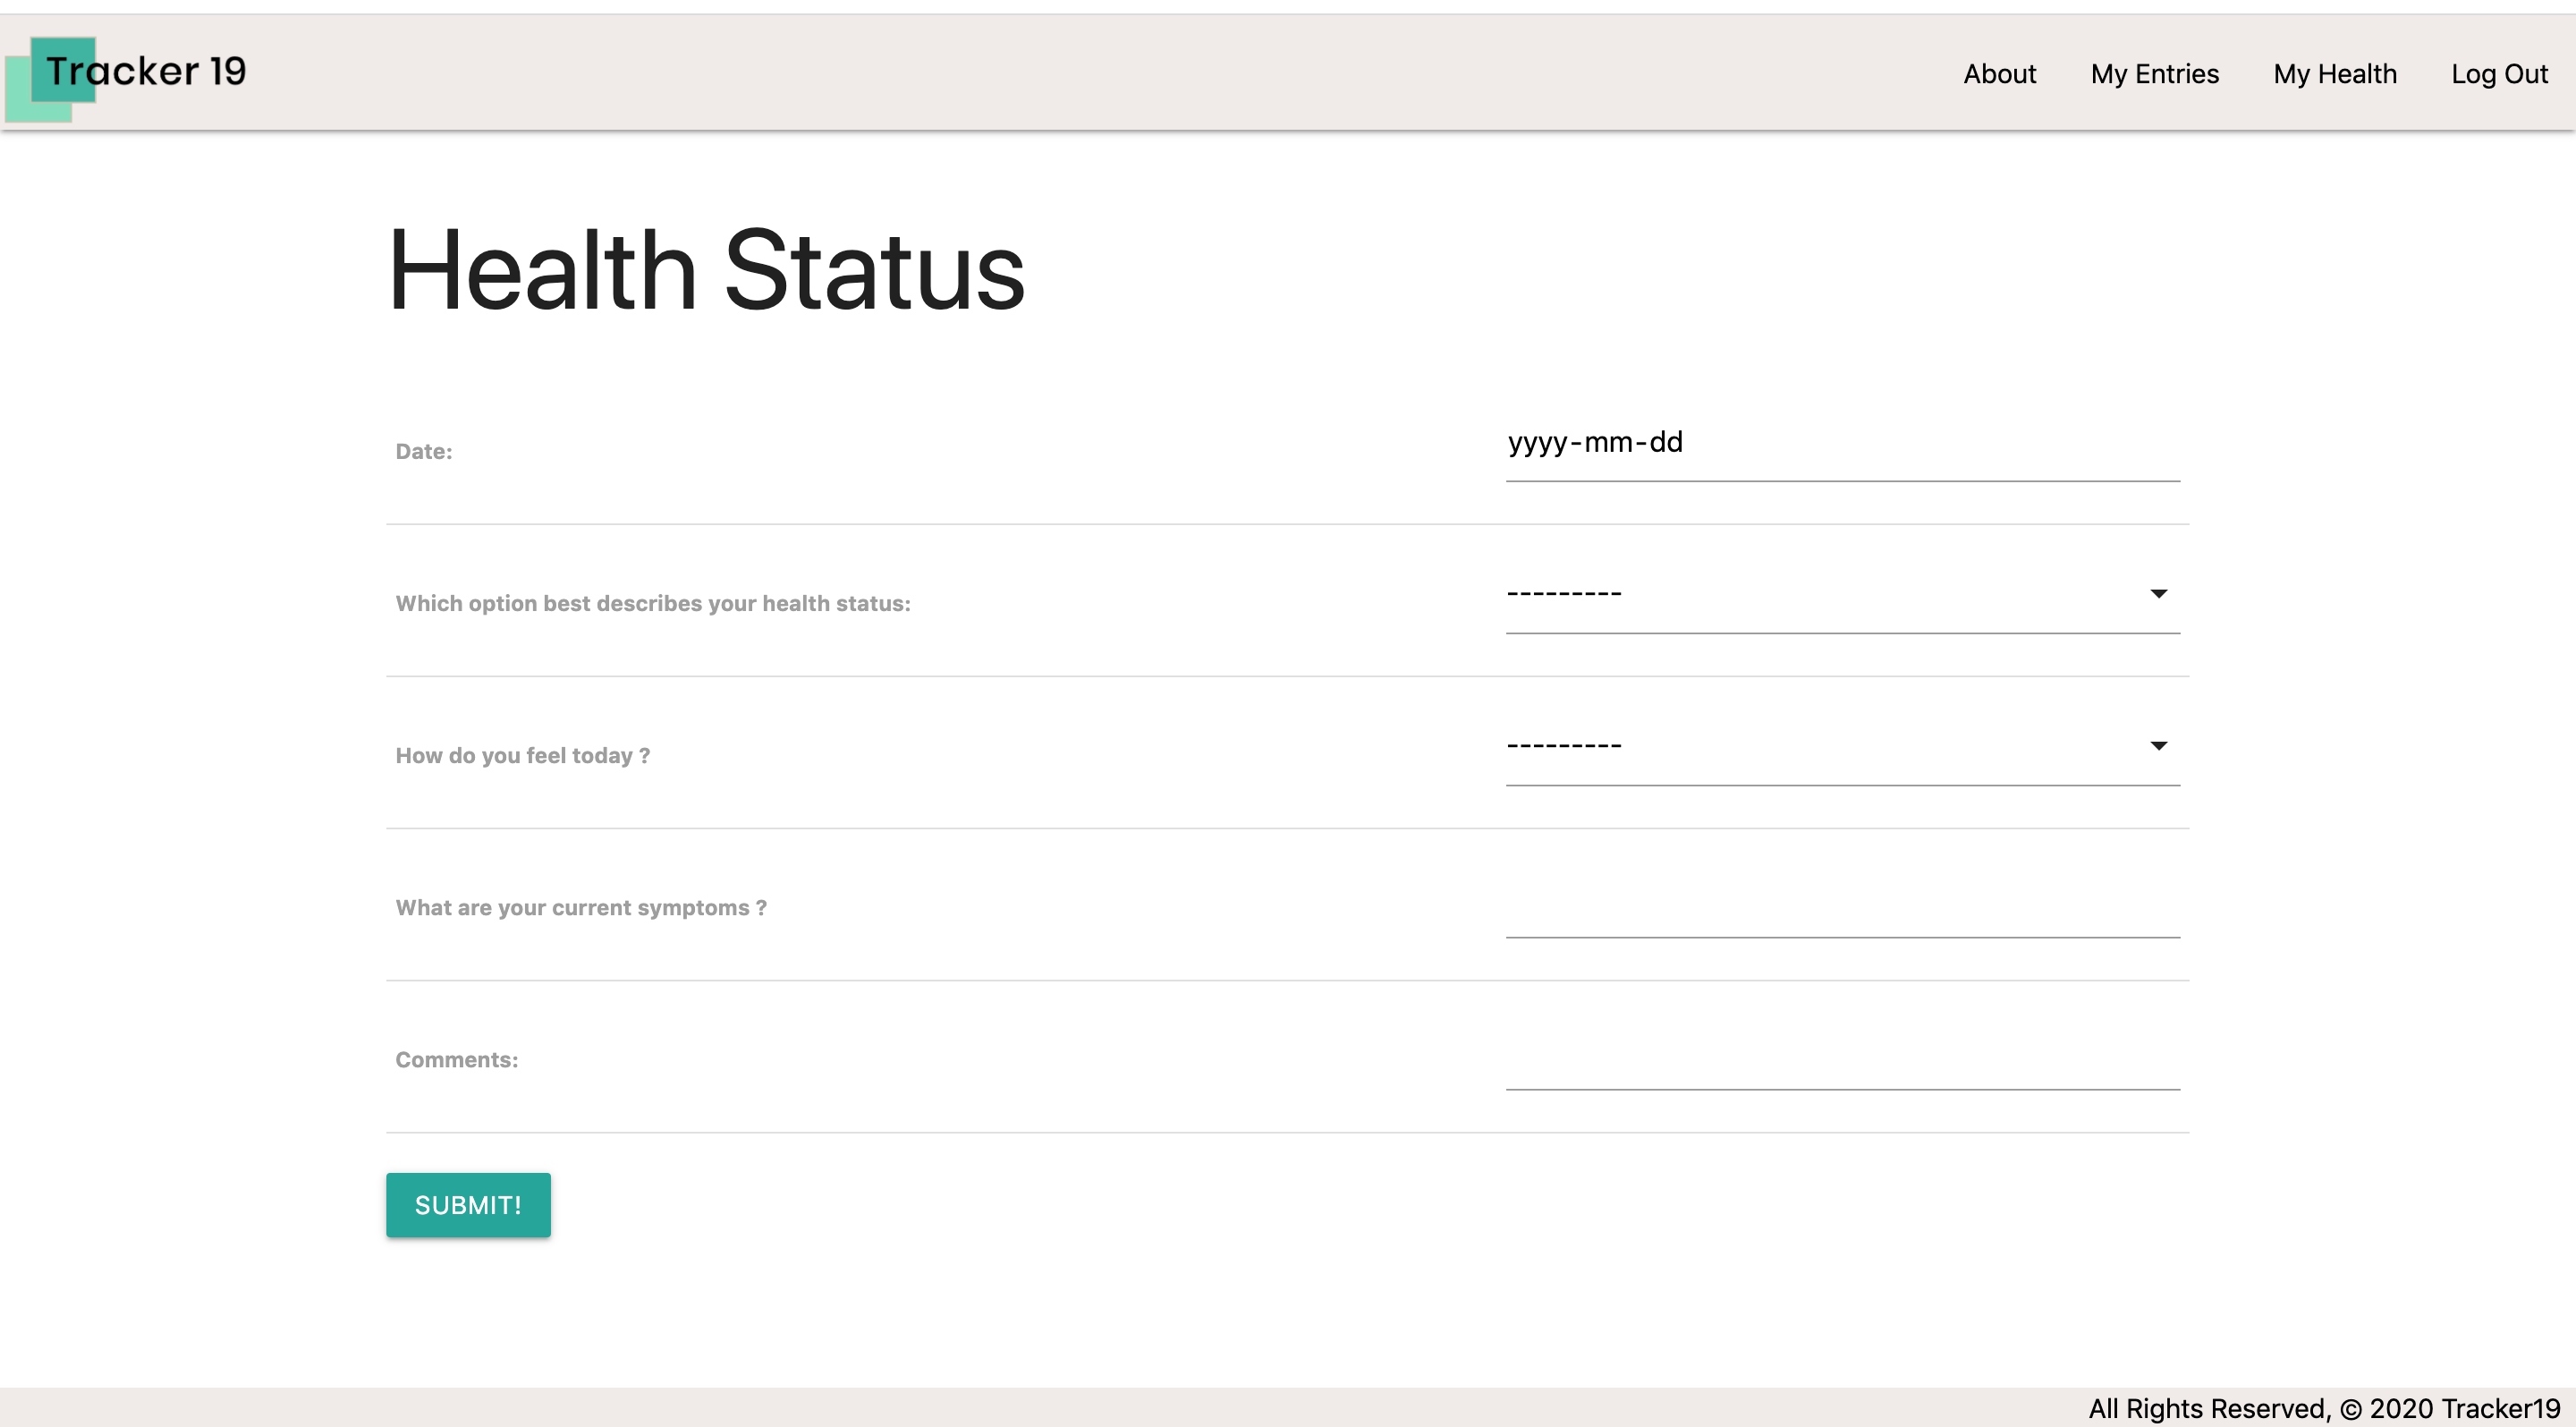 Tracker 19
About My Entries My Health Log Out
Health Status
Date: yyyy-mm-dd
Which option best describes your health status: ---------
How do you feel today ? ---------
What are your current symptoms ?
Comments:
SUBMIT!
All Rights Reserved, © 2020 Tracker19